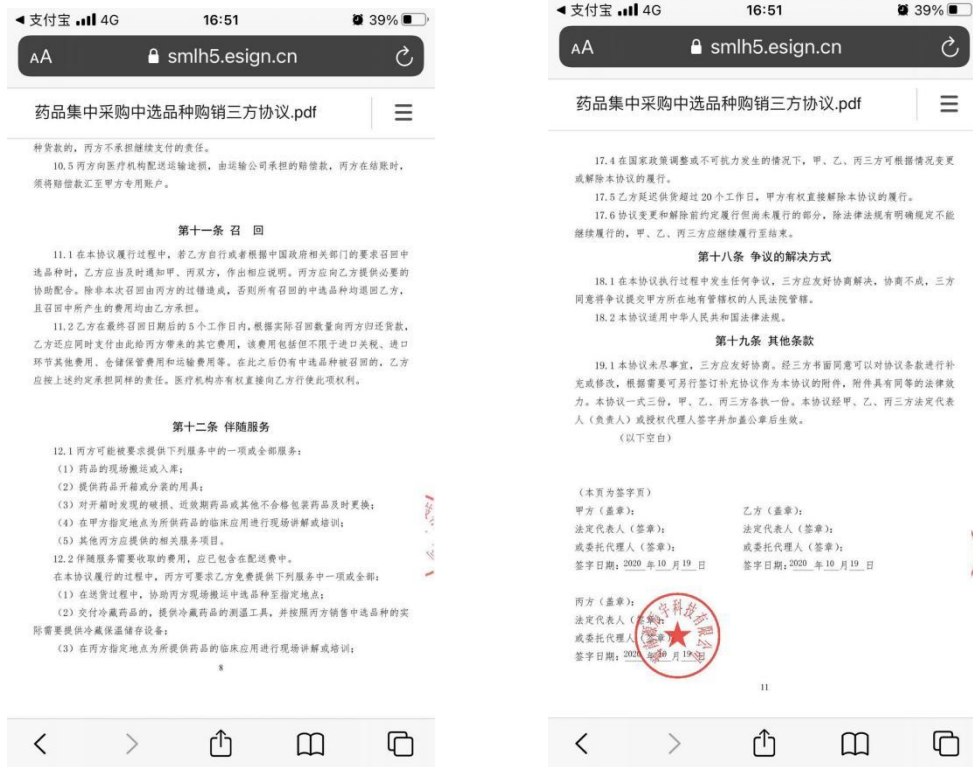 支付宝 4G 16:51 39%
AA smlh5.esign.cn
药品集中采购中选品种购销三方协议.pdf
种货款的，丙方不承担继续支付的责任。
10.5 丙方向医疗机构配送运输途损，由运输公司承担的赔偿款，丙方在结账时，
须将赔偿款汇至甲方专用账户。
第十一条 召 回
11.1 在本协议履行过程中，若乙方自行或者根据中国政府相关部门的要求召回中
选品种时，乙方应当及时通知甲、丙双方，作出相应说明。丙方应向乙方提供必要的
协助配合。除非本次召回由丙方的过错造成，否则所有召回的中选品种均退回乙方，
且召回中所产生的费用均由乙方承担。
11.2 乙方在最终召回日期后的 5 个工作日内，根据实际召回数量向丙方归还货款，
乙方还应同时支付由此给丙方带来的其它费用，该费用包括但不限于进口关税、进口
环节其他费用、仓储保管费用和运输费用等。在此之后仍有中选品种被召回的，乙方
应按上述约定承担同样的责任。医疗机构亦有权直接向乙方行使此项权利。
第十二条 伴随服务
12.1 丙方可能被要求提供下列服务中的一项或全部服务：
（1）药品的现场搬运或入库；
（2）提供药品开箱或分装的用具；
（3）对开箱时发现的破损、近效期药品或其他不合格包装药品及时更换；
（4）在甲方指定地点为所供药品的临床应用进行现场讲解或培训；
（5）其他丙方应提供的相关服务项目。
12.2 伴随服务需要收取的费用，应已包含在配送费中。
在本协议履行的过程中，丙方可要求乙方免费提供下列服务中一项或全部：
（1）在送货过程中，协助丙方现场搬运中选品种至指定地点；
（2）交付冷藏药品的，提供冷藏药品的测温工具，并按照丙方销售中选品种的实
际需要提供冷藏保温储存设备；
（3）在丙方指定地点为所提供药品的临床应用进行现场讲解或培训；
8
支付宝 4G 16:51 39%
AA smlh5.esign.cn
药品集中采购中选品种购销三方协议.pdf
17.4 在国家政策调整或不可抗力发生的情况下，甲、乙、丙三方可根据情况变更
或解除本协议的履行。
17.5 乙方延迟供货超过 20 个工作日，甲方有权直接解除本协议的履行。
17.6 协议变更和解除前约定履行但尚未履行的部分，除法律法规有明确规定不能
继续履行的，甲、乙、丙三方应继续履行至结束。
第十八条 争议的解决方式
18.1 在本协议执行过程中发生任何争议，三方应友好协商解决，协商不成，三方
同意将争议提交甲方所在地有管辖权的人民法院管辖。
18.2 本协议适用中华人民共和国法律法规。
第十九条 其他条款
19.1 本协议未尽事宜，三方应友好协商。经三方书面同意可以对协议条款进行补
充或修改，根据需要可另行签订补充协议作为本协议的附件，附件具有同等的法律效
力。本协议一式三份，甲、乙、丙三方各执一份。本协议经甲、乙、丙三方法定代表
人（负责人）或授权代理人签字并加盖公章后生效。
（以下空白）
（本页为签字页）
甲方（盖章）： 乙方（盖章）：
法定代表人（签章）： 法定代表人（签章）：
或委托代理人（签章）： 或委托代理人（签章）：
签字日期：2020 年 10 月 19 日 签字日期：2020 年 10 月 19 日
丙方（盖章）：
法定代表人（签章）：
或委托代理人（签章）
签字日期：2020 年 10 月 19 日
科技有限公司
11